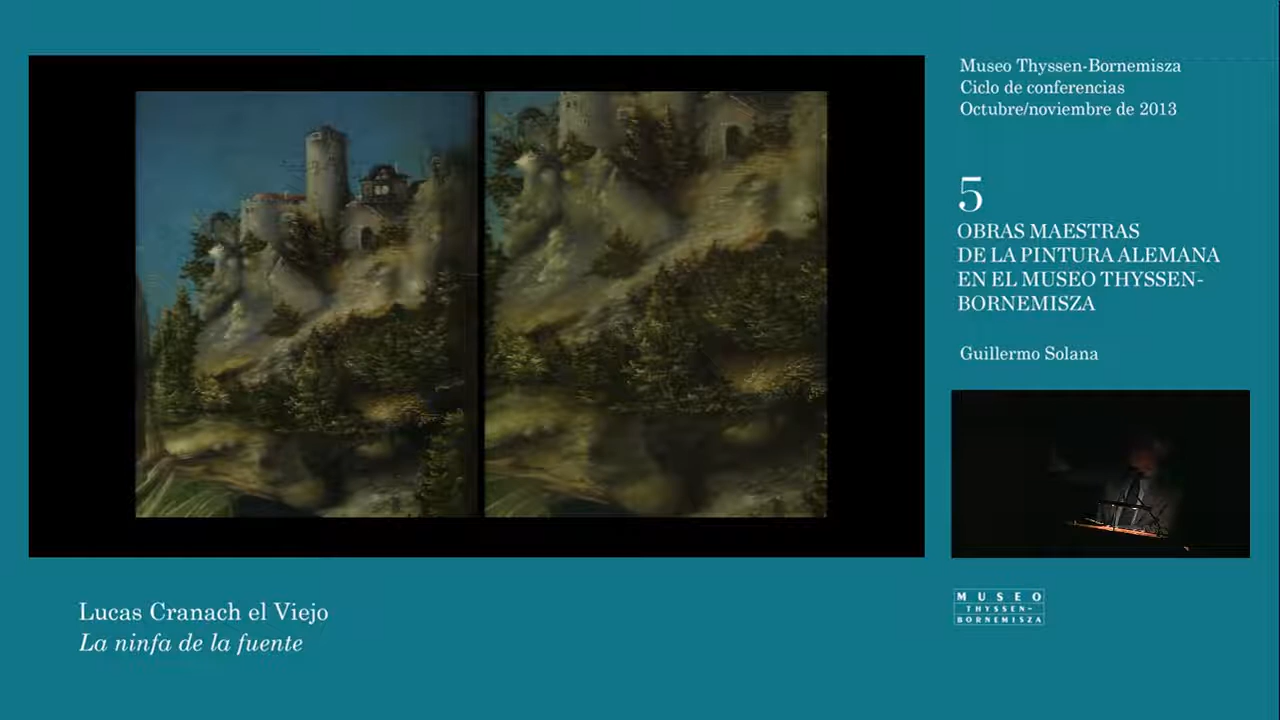 Museo Thyssen-Bornemisza
Ciclo de conferencias
Octubre/noviembre de 2013
5
OBRAS MAESTRAS
DE LA PINTURA ALEMANA
EN EL MUSEO THYSSEN-
BORNEMISZA
Guillermo Solana
MUSEO
THYSSEN-
BORNEMISZA
Lucas Cranach el Viejo
La ninfa de la fuente